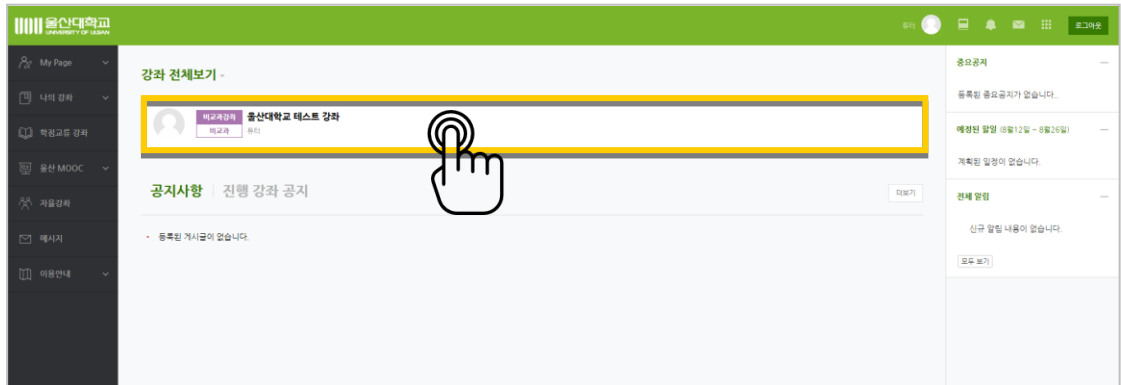 울산대학교
UNIVERSITY OF ULSAN
튜터
로그아웃
My Page
나의 강좌
학점교류 강좌
울산 MOOC
자율강좌
메시지
이용안내
강좌 전체보기
비교과강좌 울산대학교 테스트 강좌
비교과 튜터
공지사항 진행 강좌 공지
더보기
- 등록된 게시글이 없습니다.
중요공지
등록된 중요공지가 없습니다..
예정된 할일 (8월12일 ~ 8월26일)
계획된 일정이 없습니다.
전체 알림
신규 알림 내용이 없습니다.
모두 보기